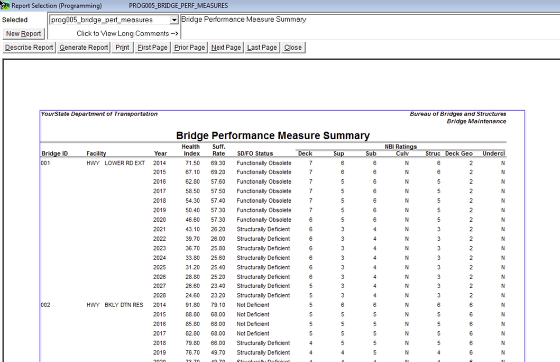 Report Selection (Programming) PROG005_BRIDGE_PERF_MEASURES
Selected prog005_bridge_perf_measures Bridge Performance Measure Summary
New Report Click to View Long Comments -->
Describe Report Generate Report Print First Page Prior Page Next Page Last Page Close
YourState Department of Transportation Bureau of Bridges and Structures
Bridge Maintenance
Bridge Performance Measure Summary
Health Suff. NBI Ratings
Bridge ID Facility Year Index Rate SD/FO Status Deck Sup Sub Culv Struc Deck Geo Undercl
001 HWY LOWER RD EXT 2014 71.50 69.30 Functionally Obsolete 7 6 6 N 6 2 N
2015 67.10 69.20 Functionally Obsolete 7 6 6 N 6 2 N
2016 62.80 57.60 Functionally Obsolete 7 5 6 N 5 2 N
2017 58.50 57.50 Functionally Obsolete 7 5 6 N 5 2 N
2018 54.30 57.40 Functionally Obsolete 7 5 6 N 5 2 N
2019 50.40 57.30 Functionally Obsolete 7 5 6 N 5 2 N
2020 46.60 57.30 Functionally Obsolete 6 5 5 N 5 2 N
2021 43.10 26.20 Structurally Deficient 6 3 4 N 3 2 N
2022 39.70 26.00 Structurally Deficient 6 3 4 N 3 2 N
2023 36.70 25.80 Structurally Deficient 6 3 4 N 3 2 N
2024 33.80 25.60 Structurally Deficient 6 3 4 N 3 2 N
2025 31.20 25.40 Structurally Deficient 6 3 4 N 3 2 N
2026 28.80 25.20 Structurally Deficient 6 3 4 N 3 2 N
2027 26.60 23.40 Structurally Deficient 5 3 4 N 3 2 N
2028 24.60 23.20 Structurally Deficient 5 3 4 N 3 2 N
002 HWY BKLY DTN RES 2014 91.80 79.10 Not Deficient 5 6 6 N 6 6 N
2015 88.80 68.00 Not Deficient 5 5 5 N 5 6 N
2016 85.80 68.00 Not Deficient 5 5 5 N 5 6 N
2017 82.80 68.00 Not Deficient 5 5 5 N 5 6 N
2018 79.80 66.00 Structurally Deficient 4 5 5 N 5 6 N
2019 76.70 49.70 Structurally Deficient 4 4 5 N 4 6 N